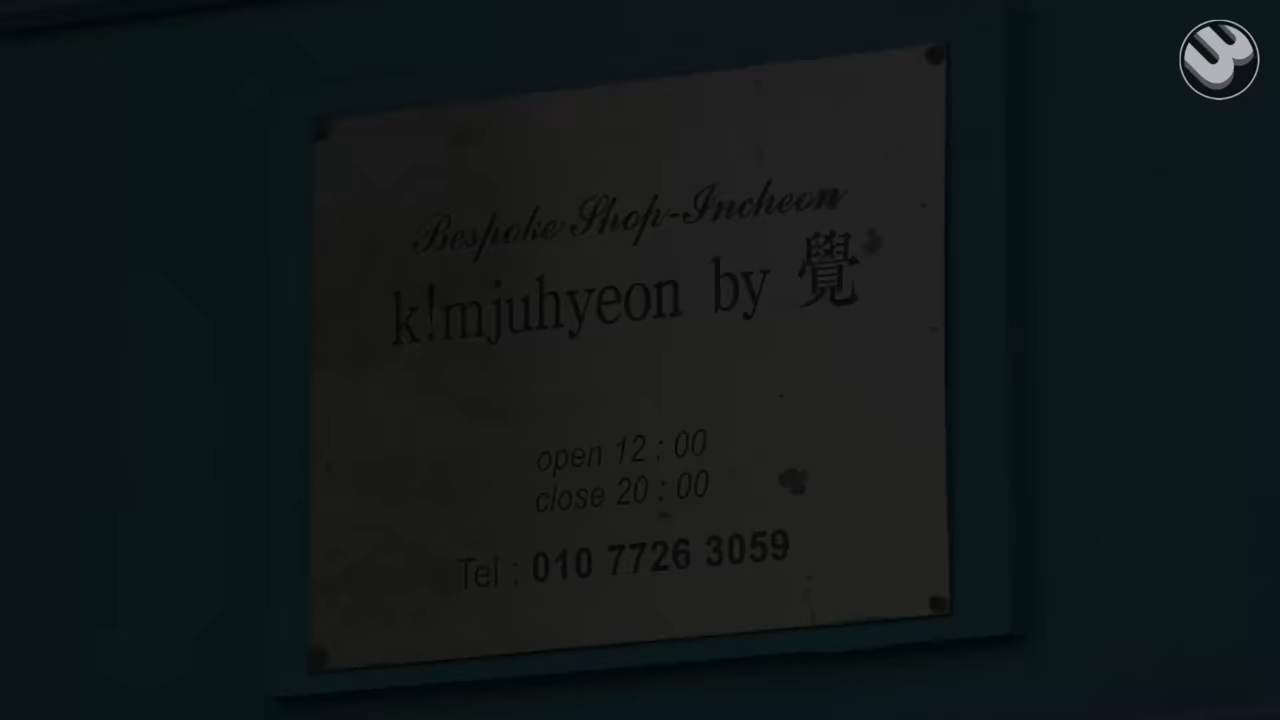 Bespoke Shop-Incheon
k!mjuhyeon by 覺
open 12 : 00
close 20 : 00
Tel : 010 7726 3059